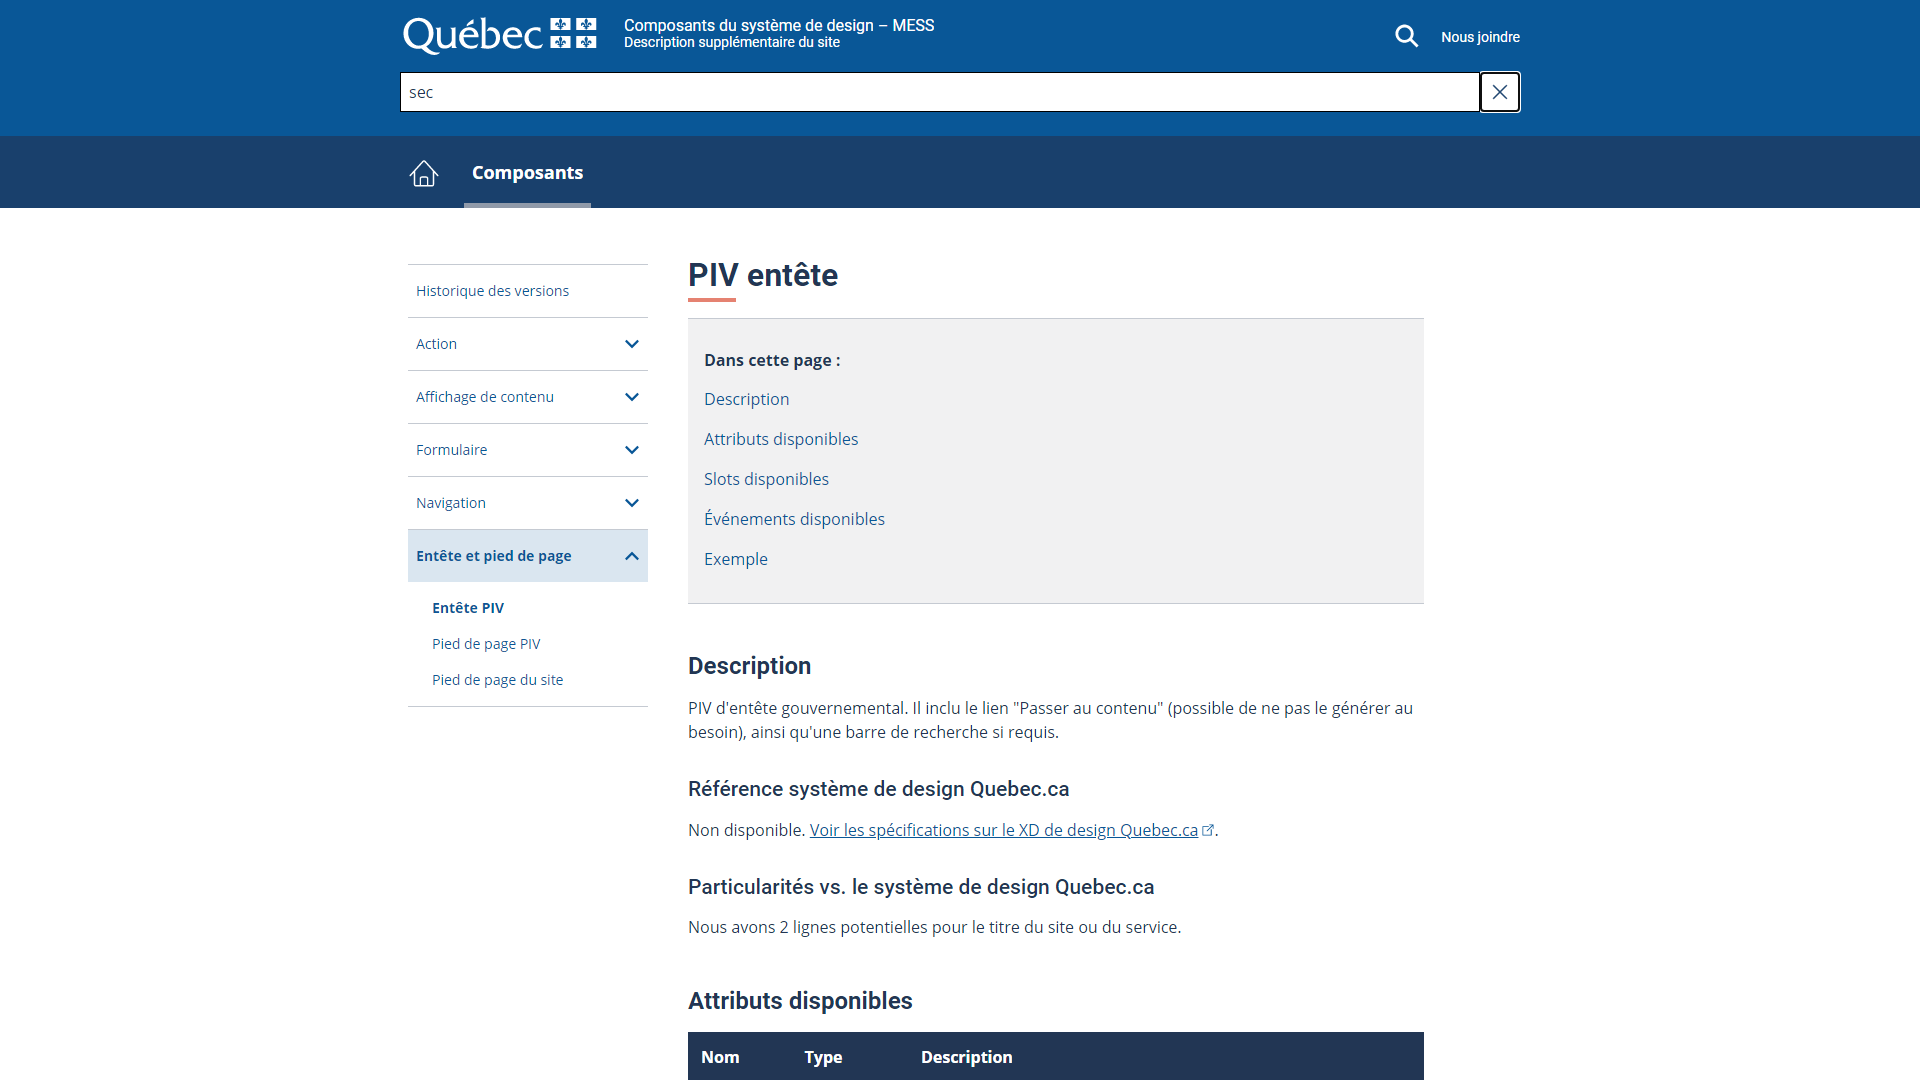 Québec
Composants du système de design – MESS
Description supplémentaire du site
Nous joindre
sec
Composants
Historique des versions
Action
Affichage de contenu
Formulaire
Navigation
Entête et pied de page
Entête PIV
Pied de page PIV
Pied de page du site
PIV entête
Dans cette page :
Description
Attributs disponibles
Slots disponibles
Événements disponibles
Exemple
Description
PIV d'entête gouvernemental. Il inclu le lien "Passer au contenu" (possible de ne pas le générer au
besoin), ainsi qu'une barre de recherche si requis.
Référence système de design Quebec.ca
Non disponible. Voir les spécifications sur le XD de design Quebec.ca.
Particularités vs. le système de design Quebec.ca
Nous avons 2 lignes potentielles pour le titre du site ou du service.
Attributs disponibles
Nom Type Description